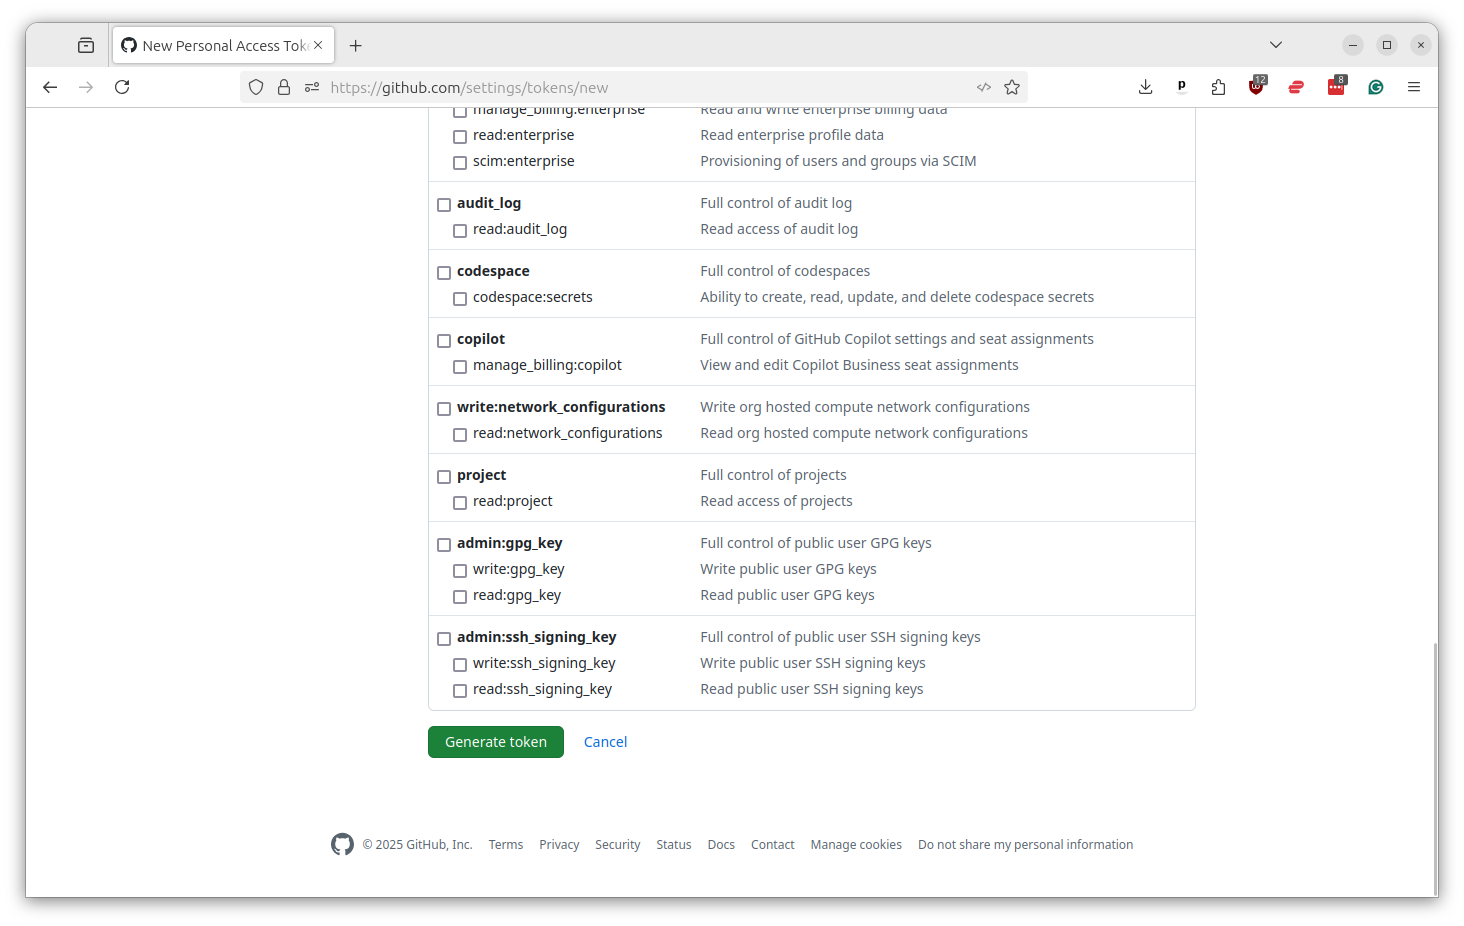 New Personal Access Tok
https://github.com/settings/tokens/new
12
8
manage_billing:enterprise Read and write enterprise billing data
read:enterprise Read enterprise profile data
scim:enterprise Provisioning of users and groups via SCIM
audit_log Full control of audit log
read:audit_log Read access of audit log
codespace Full control of codespaces
codespace:secrets Ability to create, read, update, and delete codespace secrets
copilot Full control of GitHub Copilot settings and seat assignments
manage_billing:copilot View and edit Copilot Business seat assignments
write:network_configurations Write org hosted compute network configurations
read:network_configurations Read org hosted compute network configurations
project Full control of projects
read:project Read access of projects
admin:gpg_key Full control of public user GPG keys
write:gpg_key Write public user GPG keys
read:gpg_key Read public user GPG keys
admin:ssh_signing_key Full control of public user SSH signing keys
write:ssh_signing_key Write public user SSH signing keys
read:ssh_signing_key Read public user SSH signing keys
Generate token Cancel
© 2025 GitHub, Inc. Terms Privacy Security Status Docs Contact Manage cookies Do not share my personal information